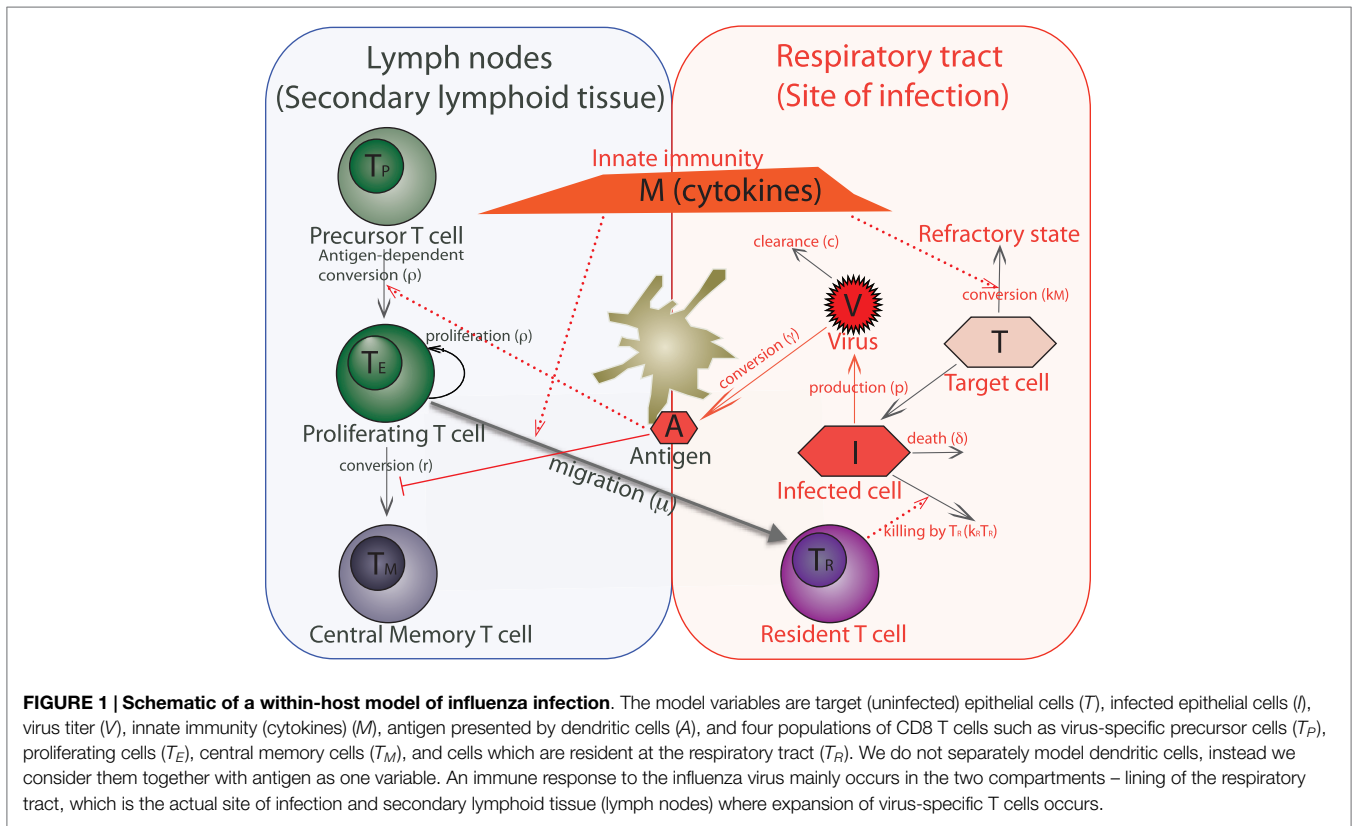 Lymph nodes
(Secondary lymphoid tissue)
Respiratory tract
(Site of infection)
Innate immunity
M (cytokines)
TP
Precursor T cell
Antigen-dependent
conversion (ρ)
proliferation (ρ)
TE
Proliferating T cell
conversion (r)
TM
Central Memory T cell
migration (μ)
A
Antigen
conversion (γ)
clearance (c)
V
Virus
production (p)
Refractory state
conversion (kM)
T
Target cell
I
Infected cell
death (δ)
killing by TR (kRTR)
TR
Resident T cell
FIGURE 1 | Schematic of a within-host model of influenza infection. The model variables are target (uninfected) epithelial cells (T), infected epithelial cells (I),
virus titer (V), innate immunity (cytokines) (M), antigen presented by dendritic cells (A), and four populations of CD8 T cells such as virus-specific precursor cells (TP),
proliferating cells (TE), central memory cells (TM), and cells which are resident at the respiratory tract (TR). We do not separately model dendritic cells, instead we
consider them together with antigen as one variable. An immune response to the influenza virus mainly occurs in the two compartments – lining of the respiratory
tract, which is the actual site of infection and secondary lymphoid tissue (lymph nodes) where expansion of virus-specific T cells occurs.